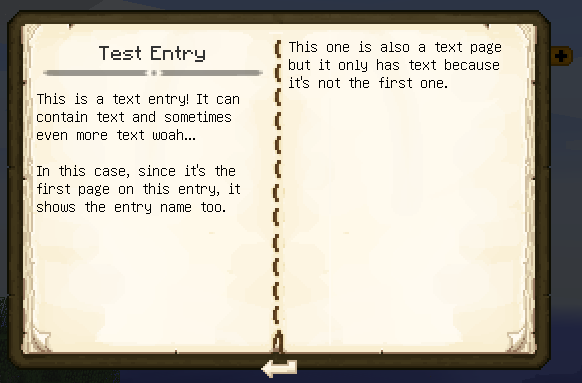 Test Entry
This is a text entry! It can
contain text and sometimes
even more text woah...
In this case, since it's the
first page on this entry, it
shows the entry name too.
This one is also a text page
but it only has text because
it's not the first one.